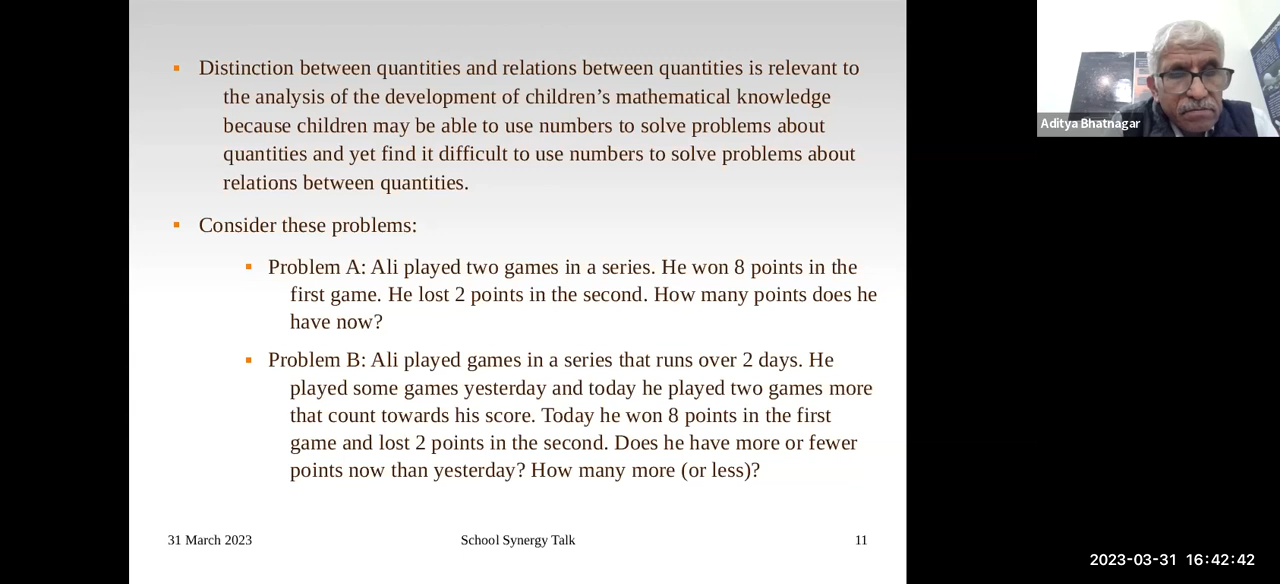 Distinction between quantities and relations between quantities is relevant to
the analysis of the development of children’s mathematical knowledge
because children may be able to use numbers to solve problems about
quantities and yet find it difficult to use numbers to solve problems about
relations between quantities.
Consider these problems:
Problem A: Ali played two games in a series. He won 8 points in the
first game. He lost 2 points in the second. How many points does he
have now?
Problem B: Ali played games in a series that runs over 2 days. He
played some games yesterday and today he played two games more
that count towards his score. Today he won 8 points in the first
game and lost 2 points in the second. Does he have more or fewer
points now than yesterday? How many more (or less)?
31 March 2023
School Synergy Talk
11
Aditya Bhatnagar
2023-03-31 16:42:42